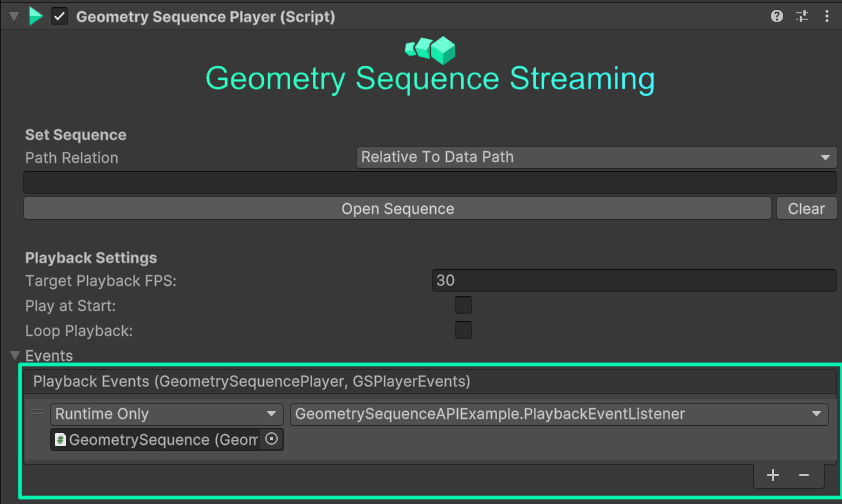 Geometry Sequence Player (Script)
Geometry Sequence Streaming
Set Sequence
Path Relation
Relative To Data Path
Open Sequence
Clear
Playback Settings
Target Playback FPS:
30
Play at Start:
Loop Playback:
Events
Playback Events (GeometrySequencePlayer, GSPlayerEvents)
Runtime Only
GeometrySequenceAPIExample.PlaybackEventListener
GeometrySequence (Geom